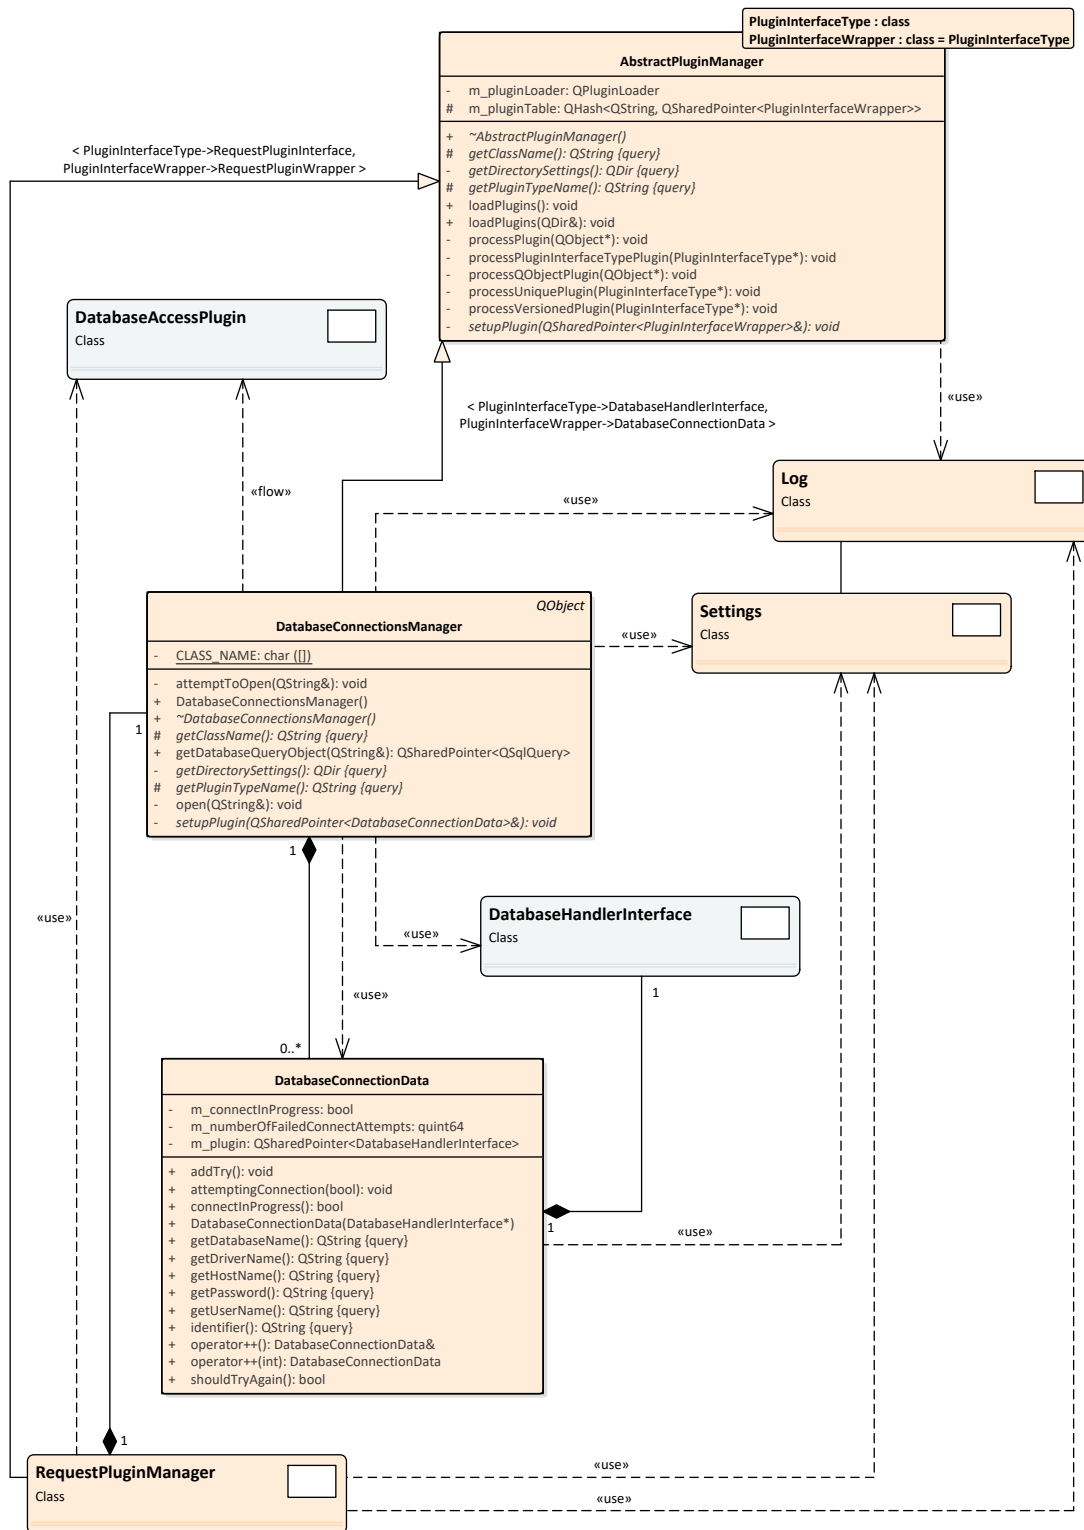 PluginInterfaceType : class
PluginInterfaceWrapper : class = PluginInterfaceType
AbstractPluginManager
- m_pluginLoader: QPluginLoader
# m_pluginTable: QHash<QString, QSharedPointer<PluginInterfaceWrapper>>
+ ~AbstractPluginManager()
# getClassName(): QString {query}
- getDirectorySettings(): QDir {query}
# getPluginTypeName(): QString {query}
+ loadPlugins(): void
+ loadPlugins(QDir&): void
- processPlugin(QObject*): void
- processPluginInterfaceTypePlugin(PluginInterfaceType*): void
- processQObjectPlugin(QObject*): void
- processUniquePlugin(PluginInterfaceType*): void
- processVersionedPlugin(PluginInterfaceType*): void
- setupPlugin(QSharedPointer<PluginInterfaceWrapper>&): void
< PluginInterfaceType->RequestPluginInterface,
PluginInterfaceWrapper->RequestPluginWrapper >
DatabaseAccessPlugin
Class
«use»
< PluginInterfaceType->DatabaseHandlerInterface,
PluginInterfaceWrapper->DatabaseConnectionData >
Log
Class
«flow»
«use»
QObject
DatabaseConnectionsManager
- CLASS_NAME: char ([])
- attemptToOpen(QString&): void
+ DatabaseConnectionsManager()
+ ~DatabaseConnectionsManager()
# getClassName(): QString {query}
+ getDatabaseQueryObject(QString&): QSharedPointer<QSqlQuery>
- getDirectorySettings(): QDir {query}
# getPluginTypeName(): QString {query}
- open(QString&): void
- setupPlugin(QSharedPointer<DatabaseConnectionData>&): void
Settings
Class
«use»
1
1
«use»
«use»
DatabaseHandlerInterface
Class
1
«use»
0..*
DatabaseConnectionData
- m_connectInProgress: bool
- m_numberOfFailedConnectAttempts: quint64
- m_plugin: QSharedPointer<DatabaseHandlerInterface>
+ addTry(): void
+ attemptingConnection(bool): void
+ connectInProgress(): bool
+ DatabaseConnectionData(DatabaseHandlerInterface*)
+ getDatabaseName(): QString {query}
+ getDriverName(): QString {query}
+ getHostName(): QString {query}
+ getPassword(): QString {query}
+ getUserName(): QString {query}
+ identifier(): QString {query}
+ operator++(): DatabaseConnectionData&
+ operator++(int): DatabaseConnectionData
+ shouldTryAgain(): bool
1
«use»
1
RequestPluginManager
Class
«use»
«use»